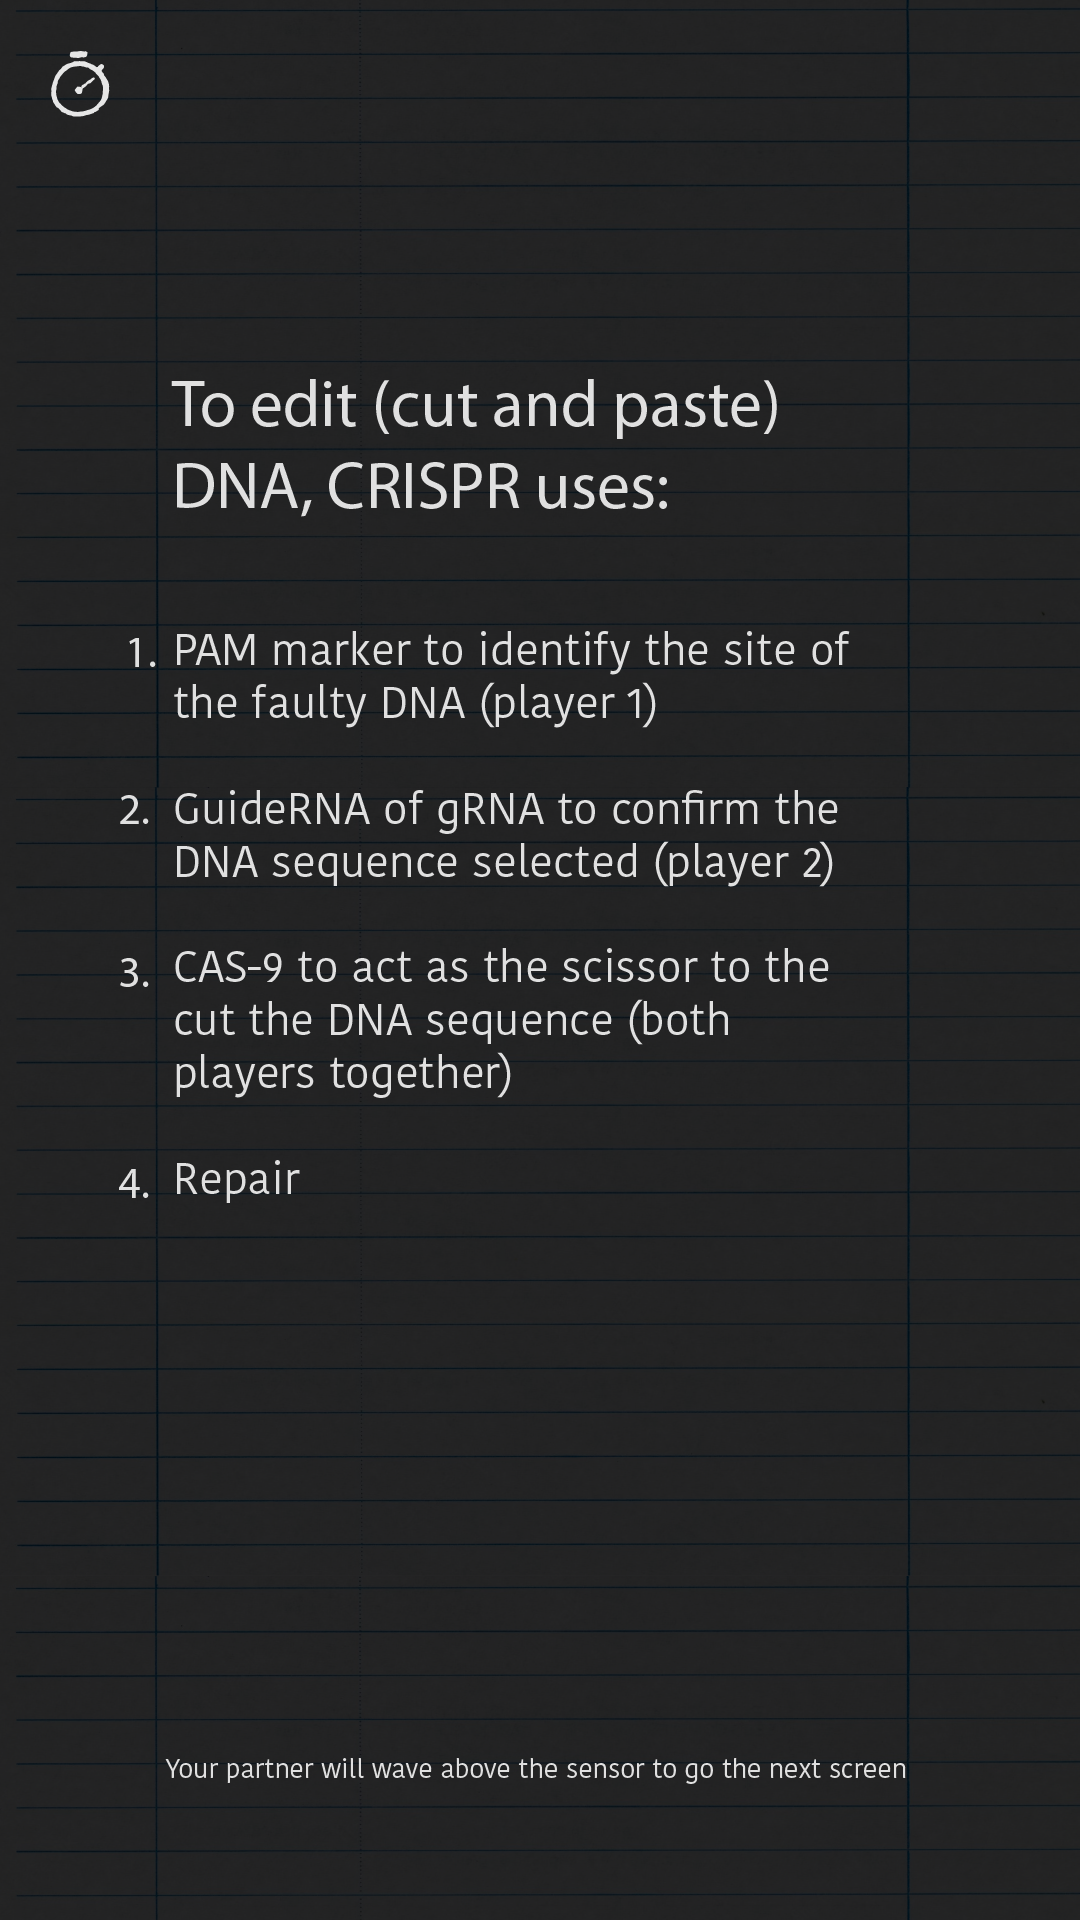 To edit (cut and paste)
DNA, CRISPR uses:
1. PAM marker to identify the site of
the faulty DNA (player 1)
2. GuideRNA of gRNA to confirm the
DNA sequence selected (player 2)
3. CAS-9 to act as the scissor to the
cut the DNA sequence (both
players together)
4. Repair
Your partner will wave above the sensor to go the next screen